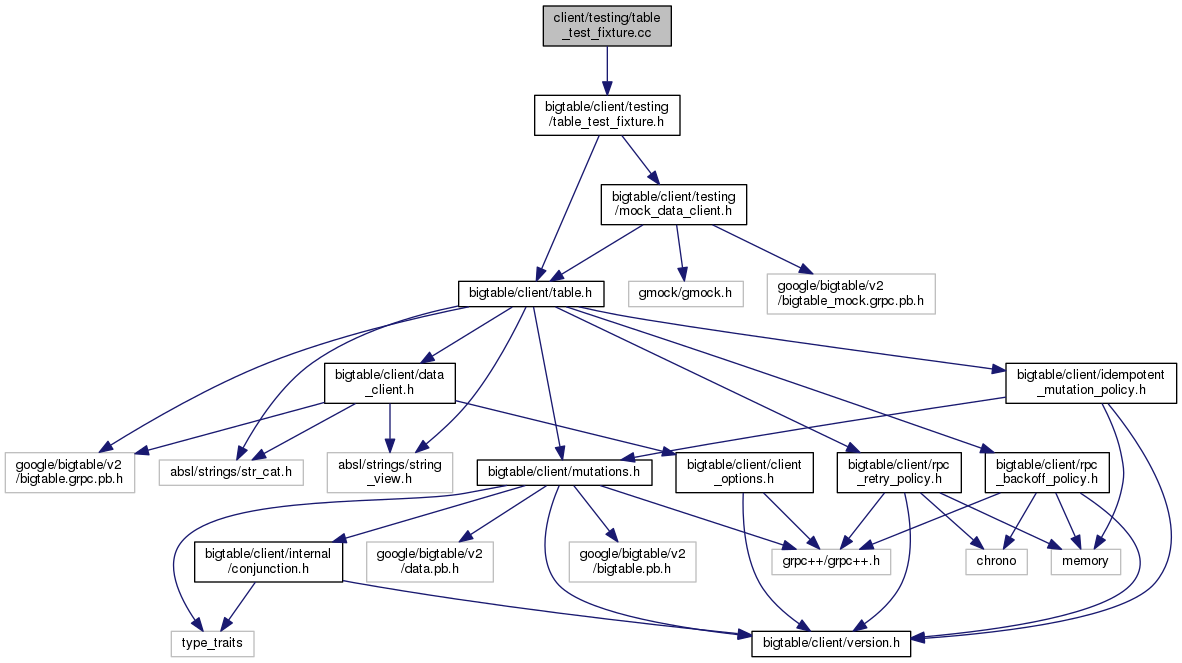 client/testing/table
_test_fixture.cc
bigtable/client/testing
/table_test_fixture.h
bigtable/client/testing
/mock_data_client.h
bigtable/client/table.h
gmock/gmock.h
google/bigtable/v2
/bigtable_mock.grpc.pb.h
bigtable/client/data
_client.h
bigtable/client/idempotent
_mutation_policy.h
google/bigtable/v2
/bigtable.grpc.pb.h
absl/strings/str_cat.h
absl/strings/string
_view.h
bigtable/client/mutations.h
bigtable/client/client
_options.h
bigtable/client/rpc
_retry_policy.h
bigtable/client/rpc
_backoff_policy.h
bigtable/client/internal
/conjunction.h
google/bigtable/v2
/data.pb.h
google/bigtable/v2
/bigtable.pb.h
grpc++/grpc++.h
chrono
memory
type_traits
bigtable/client/version.h